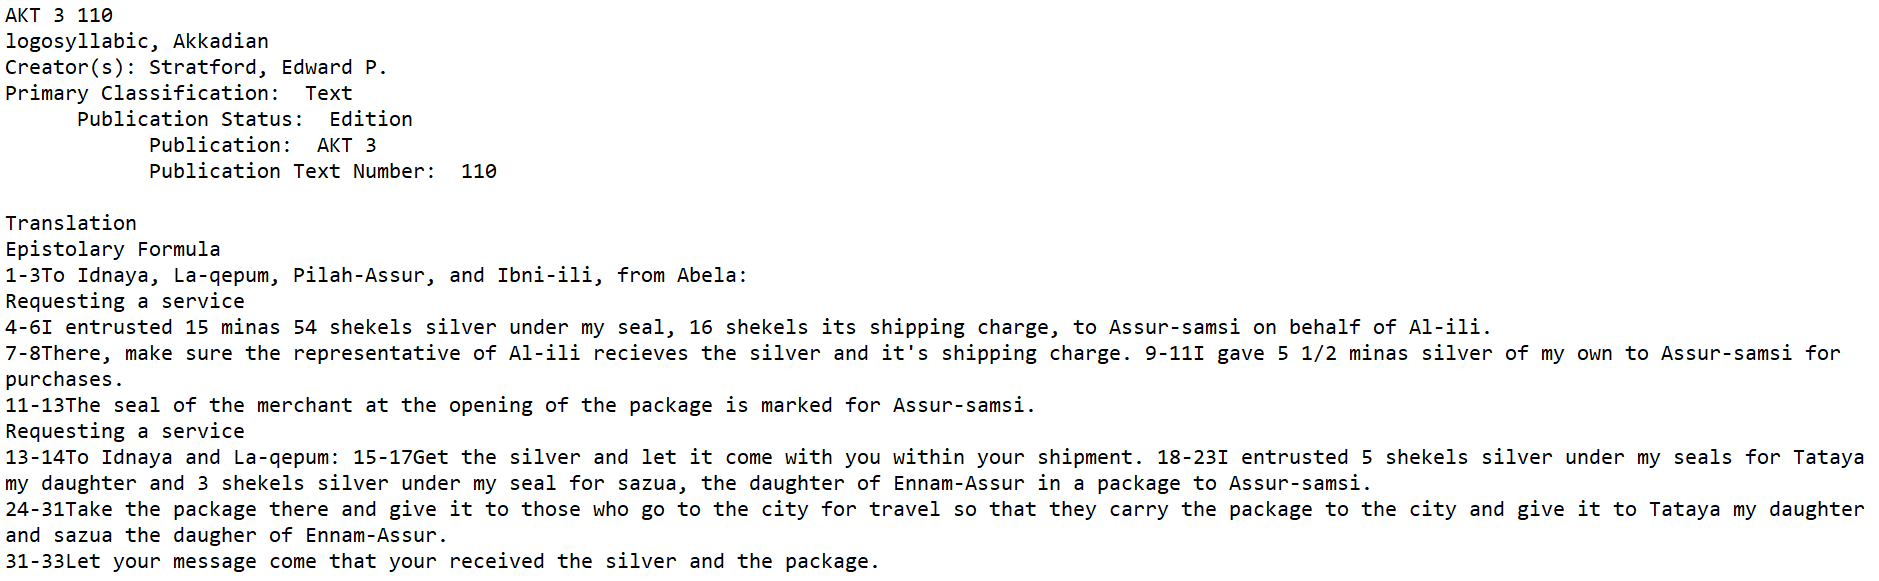 AKT 3 110
logosyllabic, Akkadian
Creator(s): Stratford, Edward P.
Primary Classification:  Text
      Publication Status:  Edition
            Publication:  AKT 3
            Publication Text Number:  110

Translation
Epistolary Formula
1-3To Idnaya, La-qepum, Pilah-Assur, and Ibni-ili, from Abela:
Requesting a service
4-6I entrusted 15 minas 54 shekels silver under my seal, 16 shekels its shipping charge, to Assur-samsi on behalf of Al-ili.
7-8There, make sure the representative of Al-ili recieves the silver and it's shipping charge. 9-11I gave 5 1/2 minas silver of my own to Assur-samsi for
purchases.
11-13The seal of the merchant at the opening of the package is marked for Assur-samsi.
Requesting a service
13-14To Idnaya and La-qepum: 15-17Get the silver and let it come with you within your shipment. 18-23I entrusted 5 shekels silver under my seals for Tataya
my daughter and 3 shekels silver under my seal for sazua, the daughter of Ennam-Assur in a package to Assur-samsi.
24-31Take the package there and give it to those who go to the city for travel so that they carry the package to the city and give it to Tataya my daughter
and sazua the daugher of Ennam-Assur.
31-33Let your message come that your received the silver and the package.